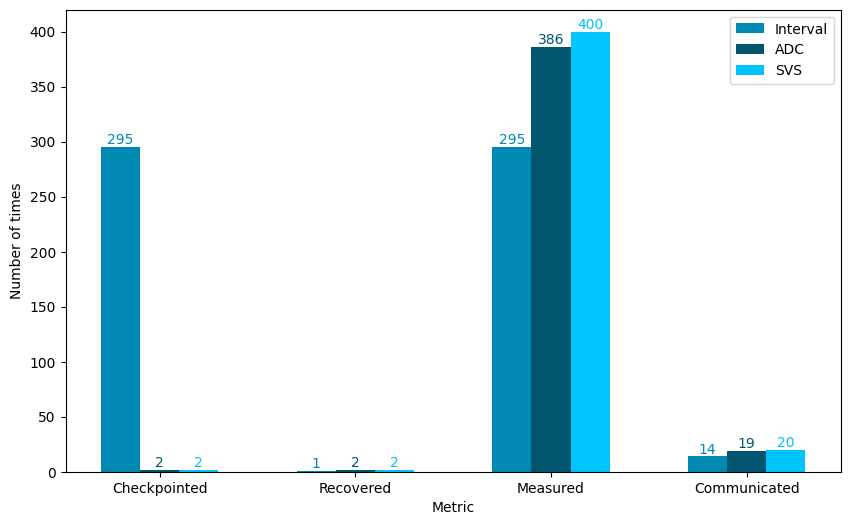 Interval
ADC
SVS
Number of times
400
350
300
250
200
150
100
50
0
295
2
2
1
2
2
295
386
400
14
19
20
Checkpointed
Recovered
Measured
Communicated
Metric